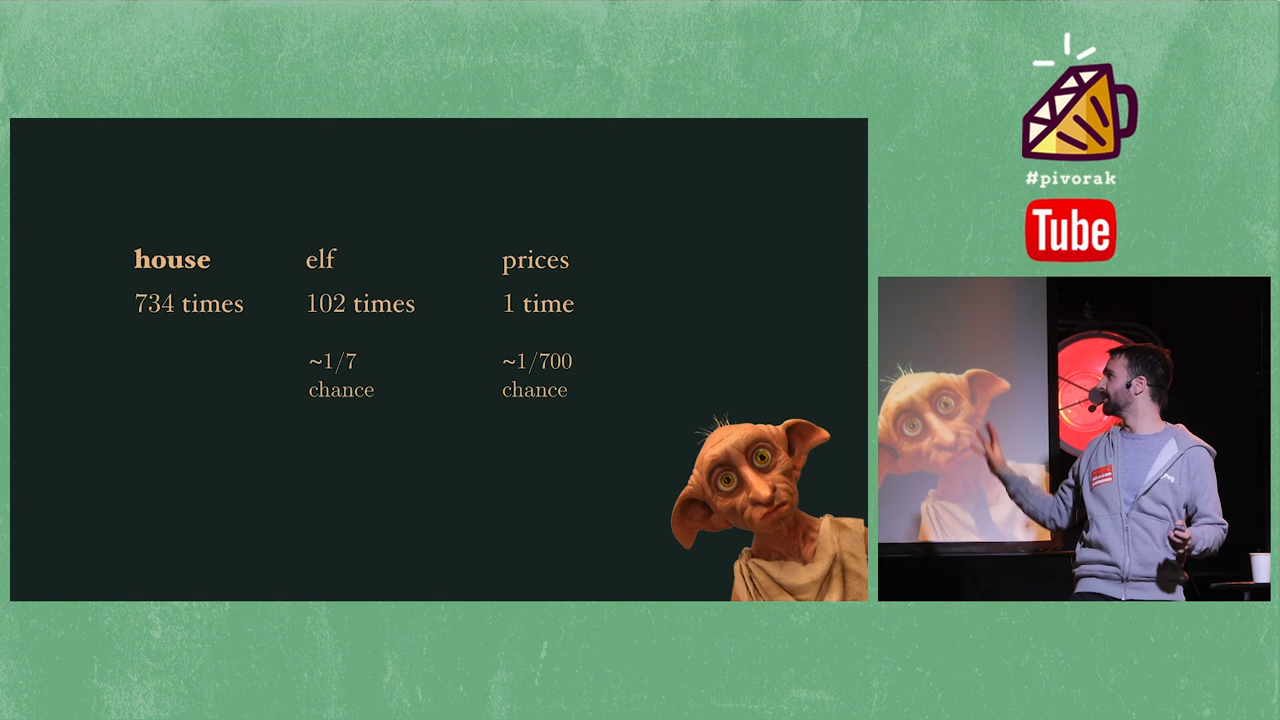 house elf prices
734 times 102 times 1 time
~1/7 ~1/700
chance chance
#pivorak
Tube